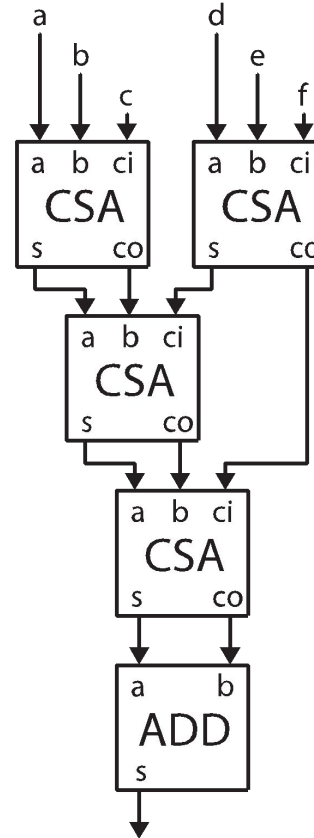 a d
b e
c f
a b ci a b ci
CSA CSA
s co s co
a b ci
CSA
s co
a b ci
CSA
s co
a b
ADD
s